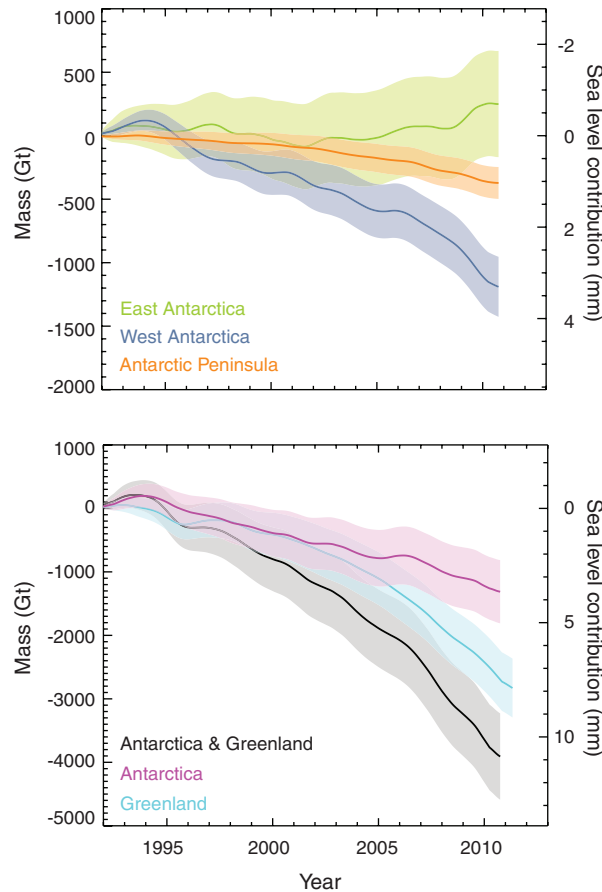 1000
500
0
-500
-1000
-1500
-2000
Mass (Gt)
-2
0
2
4
Sea level contribution (mm)
East Antarctica
West Antarctica
Antarctic Peninsula
1000
0
-1000
-2000
-3000
-4000
-5000
Mass (Gt)
0
5
10
Sea level contribution (mm)
Antarctica & Greenland
Antarctica
Greenland
1995
2000
2005
2010
Year